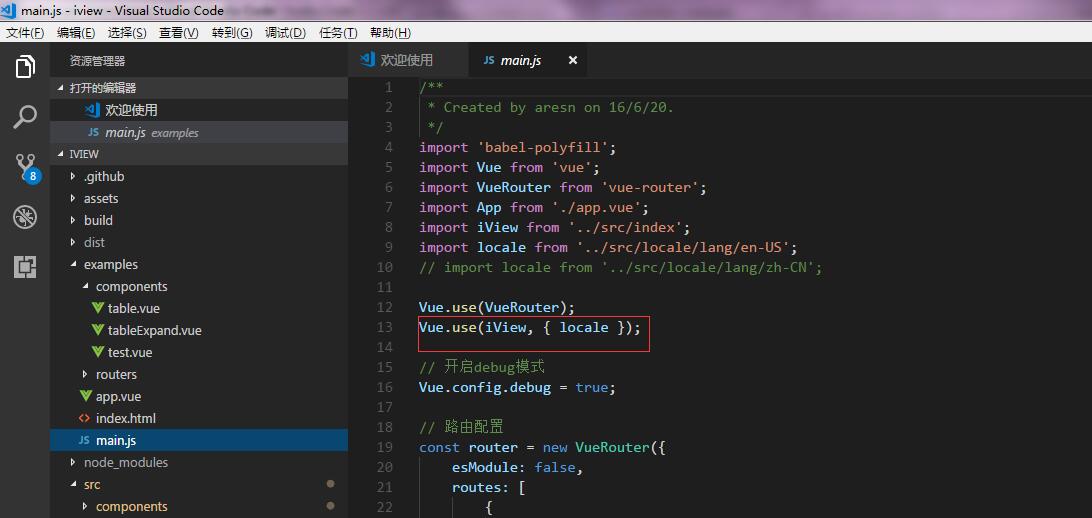 main.js - iview - Visual Studio Code
文件(F) 编辑(E) 选择(S) 查看(V) 转到(G) 调试(D) 任务(T) 帮助(H)
资源管理器
打开的编辑器
欢迎使用
JS main.js examples
IVIEW
.github
assets
build
dist
examples
components
table.vue
tableExpand.vue
test.vue
routers
app.vue
<> index.html
JS main.js
node_modules
src
components
8
欢迎使用 JS main.js ×
1 /**
2  * Created by aresn on 16/6/20.
3  */
4 import 'babel-polyfill';
5 import Vue from 'vue';
6 import VueRouter from 'vue-router';
7 import App from './app.vue';
8 import iView from '../src/index';
9 import locale from '../src/locale/lang/en-US';
10 // import locale from '../src/locale/lang/zh-CN';
11
12 Vue.use(VueRouter);
13 Vue.use(iView, { locale });
14
15 // 开启debug模式
16 Vue.config.debug = true;
17
18 // 路由配置
19 const router = new VueRouter({
20     esModule: false,
21     routes: [
22         {